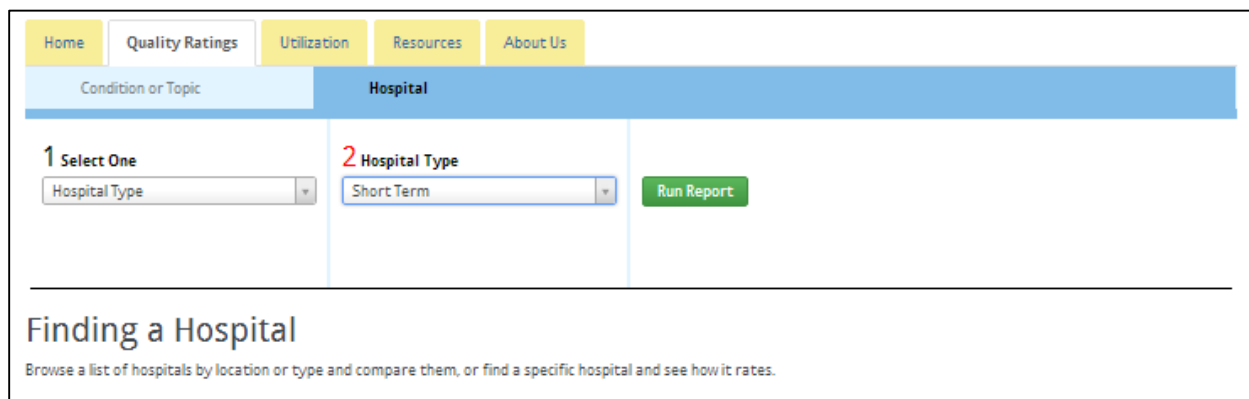 Home Quality Ratings Utilization Resources About Us
Condition or Topic Hospital
1 Select One 2 Hospital Type
Hospital Type Short Term Run Report
Finding a Hospital
Browse a list of hospitals by location or type and compare them, or find a specific hospital and see how it rates.